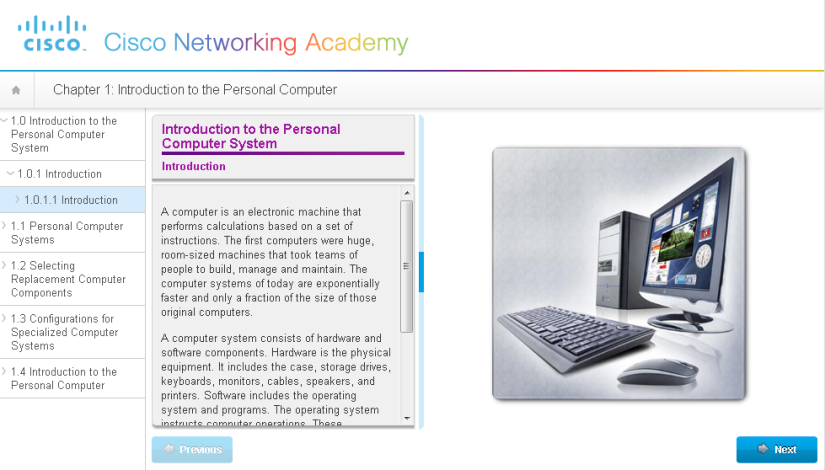 CISCO. Cisco Networking Academy
Chapter 1: Introduction to the Personal Computer
1.0 Introduction to the
Personal Computer
System
1.0.1 Introduction
1.0.1.1 Introduction
1.1 Personal Computer
Systems
1.2 Selecting
Replacement Computer
Components
1.3 Configurations for
Specialized Computer
Systems
1.4 Introduction to the
Personal Computer
Introduction to the Personal
Computer System
Introduction
A computer is an electronic machine that
performs calculations based on a set of
instructions. The first computers were huge,
room-sized machines that took teams of
people to build, manage and maintain. The
computer systems of today are exponentially
faster and only a fraction of the size of those
original computers.
A computer system consists of hardware and
software components. Hardware is the physical
equipment. It includes the case, storage drives,
keyboards, monitors, cables, speakers, and
printers. Software includes the operating
system and programs. The operating system
instructs computer operations. These
Previous
Next